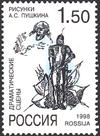 РИСУНКИ
А.С. ПУШКИНА
1.50
ДРАМАТИЧЕСКИЕ
СЦЕНЫ
1998
РОССИЯ ROSSIJA